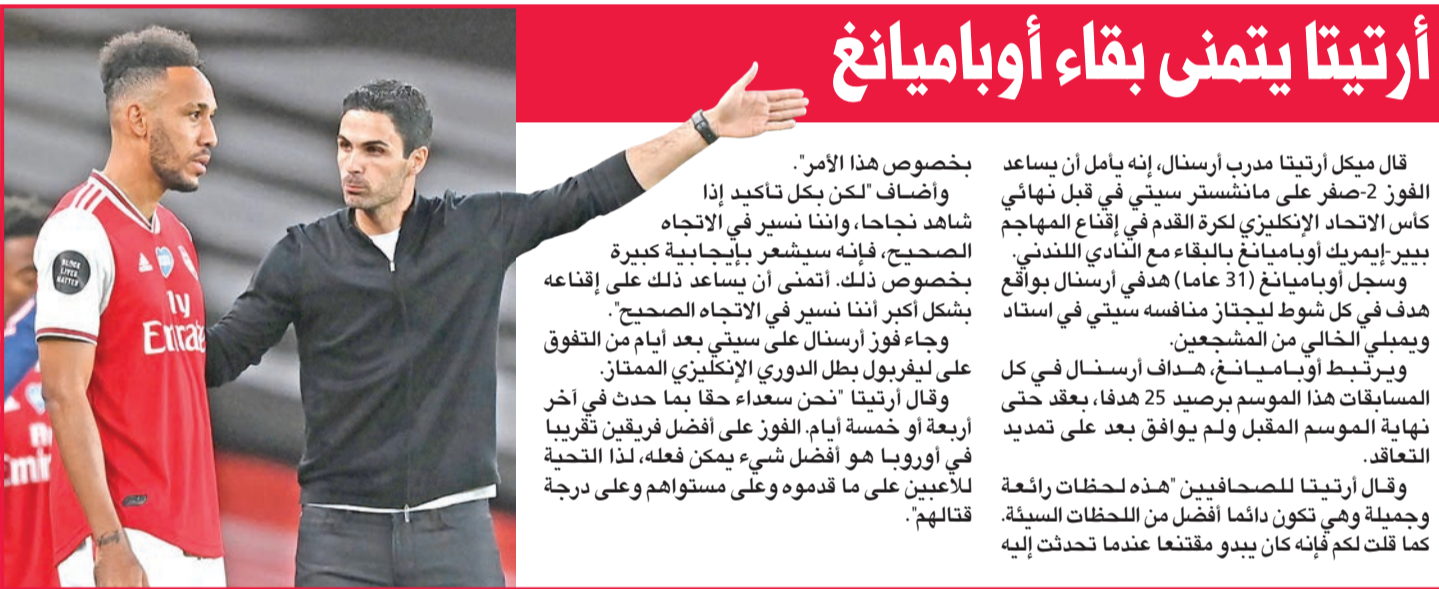 أرتيتا يتمنى بقاء أوباميانغ
قال ميكل أرتيتا مدرب أرسنال، إنه يأمل أن يساعد
الفوز 2-صفر على مانشستر سيتي في قبل نهائي
كأس الاتحاد الإنكليزي لكرة القدم في إقناع المهاجم
بيير-إيمريك أوباميانغ بالبقاء مع النادي اللندني.
وسجل أوباميانغ (31 عاما) هدفي أرسنال بواقع
هدف في كل شوط ليجتاز منافسه سيتي في استاد
ويمبلي الخالي من المشجعين.
ويرتبط أوباميانغ، هداف أرسنال في كل
المسابقات هذا الموسم برصيد 25 هدفا، بعقد حتى
نهاية الموسم المقبل ولم يوافق بعد على تمديد
التعاقد.
وقال أرتيتا للصحافيين "هذه لحظات رائعة
وجميلة وهي تكون دائما أفضل من اللحظات السيئة.
كما قلت لكم فإنه كان يبدو مقتنعا عندما تحدثت إليه
بخصوص هذا الأمر".
وأضاف "لكن بكل تأكيد إذا
شاهد نجاحا، واننا نسير في الاتجاه
الصحيح، فإنه سيشعر بإيجابية كبيرة
بخصوص ذلك. أتمنى أن يساعد ذلك على إقناعه
بشكل أكبر أننا نسير في الاتجاه الصحيح".
وجاء فوز أرسنال على سيتي بعد أيام من التفوق
على ليفربول بطل الدوري الإنكليزي الممتاز.
وقال أرتيتا "نحن سعداء حقا بما حدث في آخر
أربعة أو خمسة أيام. الفوز على أفضل فريقين تقريبا
في أوروبا هو أفضل شيء يمكن فعله، لذا التحية
للاعبين على ما قدموه وعلى مستواهم وعلى درجة
قتالهم".
BLACK
LIVES
MATTER
Fly
Emirates